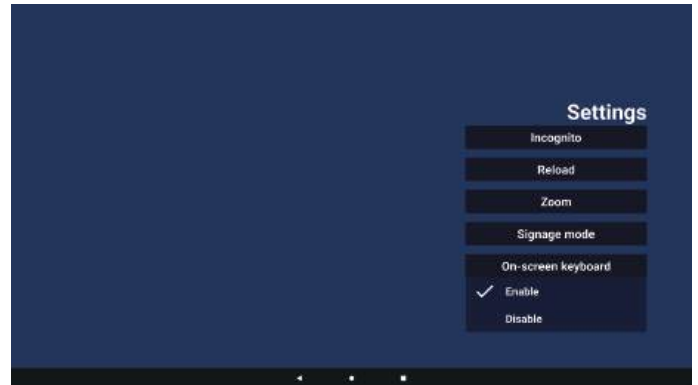 Settings
Incognito
Reload
Zoom
Signage mode
On-screen keyboard
Enable
Disable